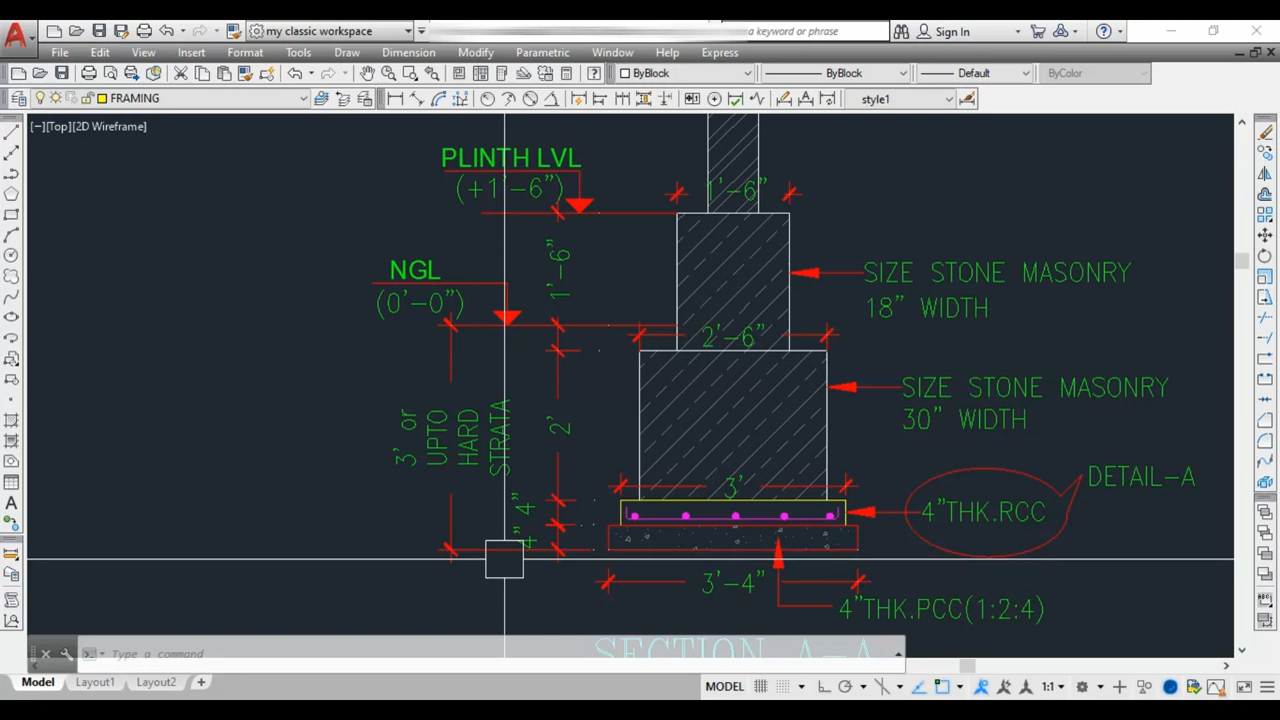 my classic workspace
a keyword or phrase
Sign In
File Edit View Insert Format Tools Draw Dimension Modify Parametric Window Help Express
ByBlock
ByBlock
Default
ByColor
FRAMING
style1
[−][Top][2D Wireframe]
PLINTH LVL
(+1'-6")
1'-6"
1'-6"
NGL
(0'-0")
SIZE STONE MASONRY
18" WIDTH
2'-6"
SIZE STONE MASONRY
30" WIDTH
3' or
UPTO
HARD
STRATA
2'
3'
DETAIL-A
4"
4"THK.RCC
4"
3'-4"
4"THK.PCC(1:2:4)
SECTION A-A
Type a command
Model Layout1 Layout2 +
MODEL
1:1